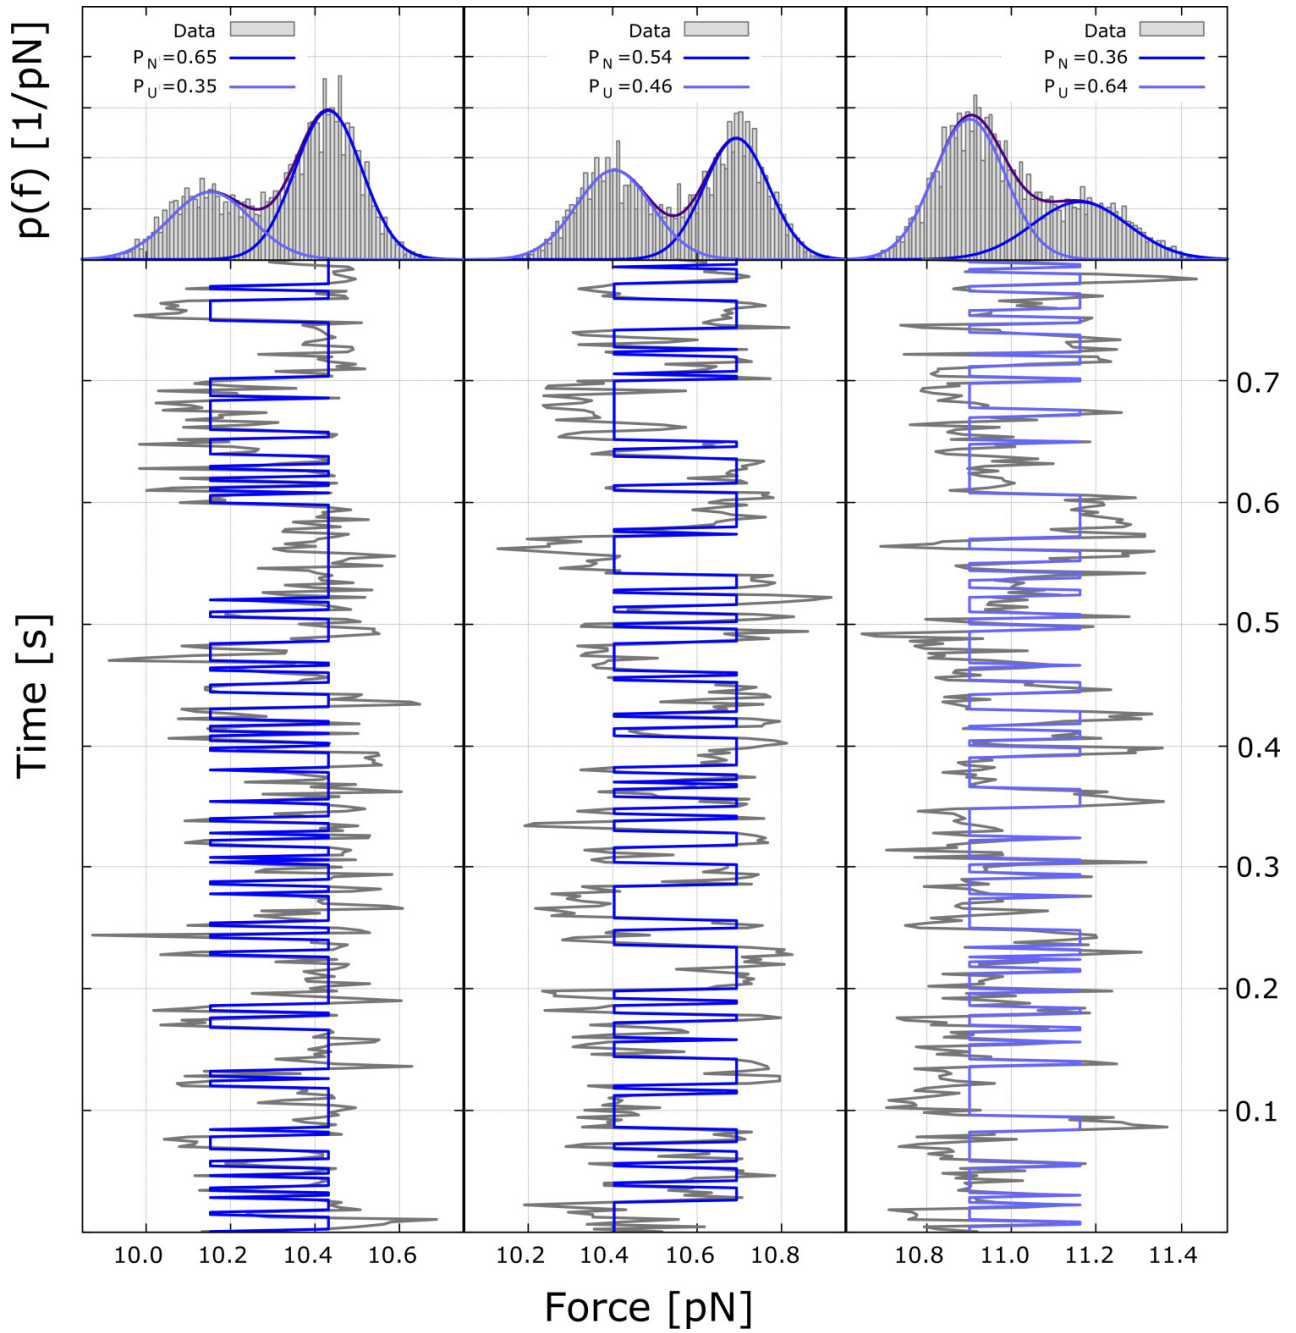 p(f) [1/pN]
Data
P_N=0.65
P_U=0.35
Data
P_N=0.54
P_U=0.46
Data
P_N=0.36
P_U=0.64
Time [s]
0.7
0.6
0.5
0.4
0.3
0.2
0.1
10.0 10.2 10.4 10.6 10.2 10.4 10.6 10.8 10.8 11.0 11.2 11.4
Force [pN]